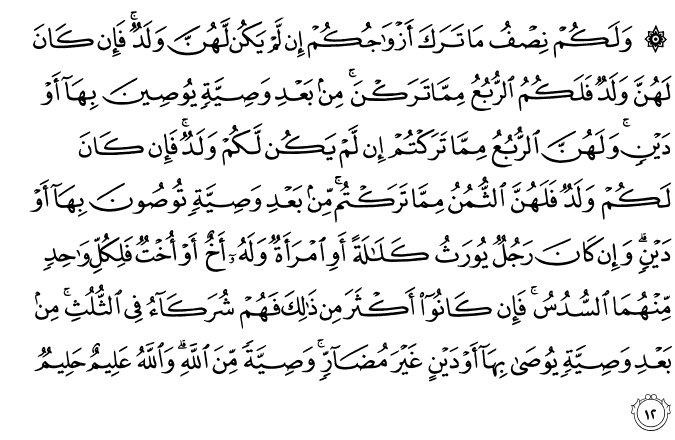 ۞ وَلَكُمْ نِصْفُ مَا تَرَكَ أَزْوَٰجُكُمْ إِن لَّمْ يَكُن لَّهُنَّ وَلَدٌ ۚ فَإِن كَانَ
لَهُنَّ وَلَدٌ فَلَكُمُ ٱلرُّبُعُ مِمَّا تَرَكْنَ ۚ مِنۢ بَعْدِ وَصِيَّةٍ يُوصِينَ بِهَآ أَوْ
دَيْنٍ ۚ وَلَهُنَّ ٱلرُّبُعُ مِمَّا تَرَكْتُمْ إِن لَّمْ يَكُن لَّكُمْ وَلَدٌ ۚ فَإِن كَانَ
لَكُمْ وَلَدٌ فَلَهُنَّ ٱلثُّمُنُ مِمَّا تَرَكْتُم ۚ مِّنۢ بَعْدِ وَصِيَّةٍ تُوصُونَ بِهَآ أَوْ
دَيْنٍ ۗ وَإِن كَانَ رَجُلٌ يُورَثُ كَلَٰلَةً أَوِ ٱمْرَأَةٌ وَلَهُۥٓ أَخٌ أَوْ أُخْتٌ فَلِكُلِّ وَٰحِدٍ
مِّنْهُمَا ٱلسُّدُسُ ۚ فَإِن كَانُوٓا۟ أَكْثَرَ مِن ذَٰلِكَ فَهُمْ شُرَكَآءُ فِى ٱلثُّلُثِ ۚ مِنۢ
بَعْدِ وَصِيَّةٍ يُوصَىٰ بِهَآ أَوْ دَيْنٍ غَيْرَ مُضَآرٍّ ۚ وَصِيَّةً مِّنَ ٱللَّهِ ۗ وَٱللَّهُ عَلِيمٌ حَلِيمٌ
١٢